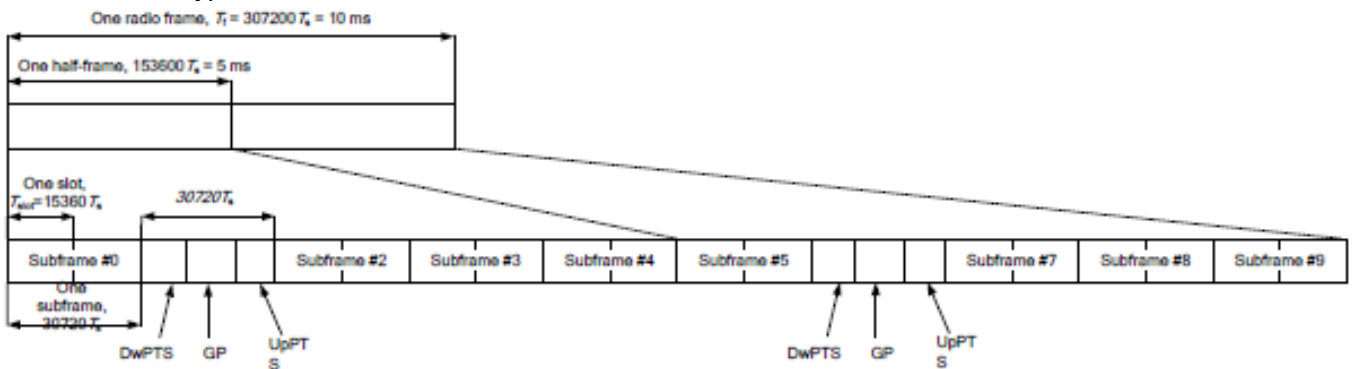 One radio frame, Tf = 307200 Ts = 10 ms
One half-frame, 153600 Ts = 5 ms
One slot,
Tslot=15360 Ts
30720Ts
Subframe #0
Subframe #2
Subframe #3
Subframe #4
Subframe #5
Subframe #7
Subframe #8
Subframe #9
One
subframe,
30720 Ts
DwPTS
GP
UpPT
S
DwPTS
GP
UpPT
S